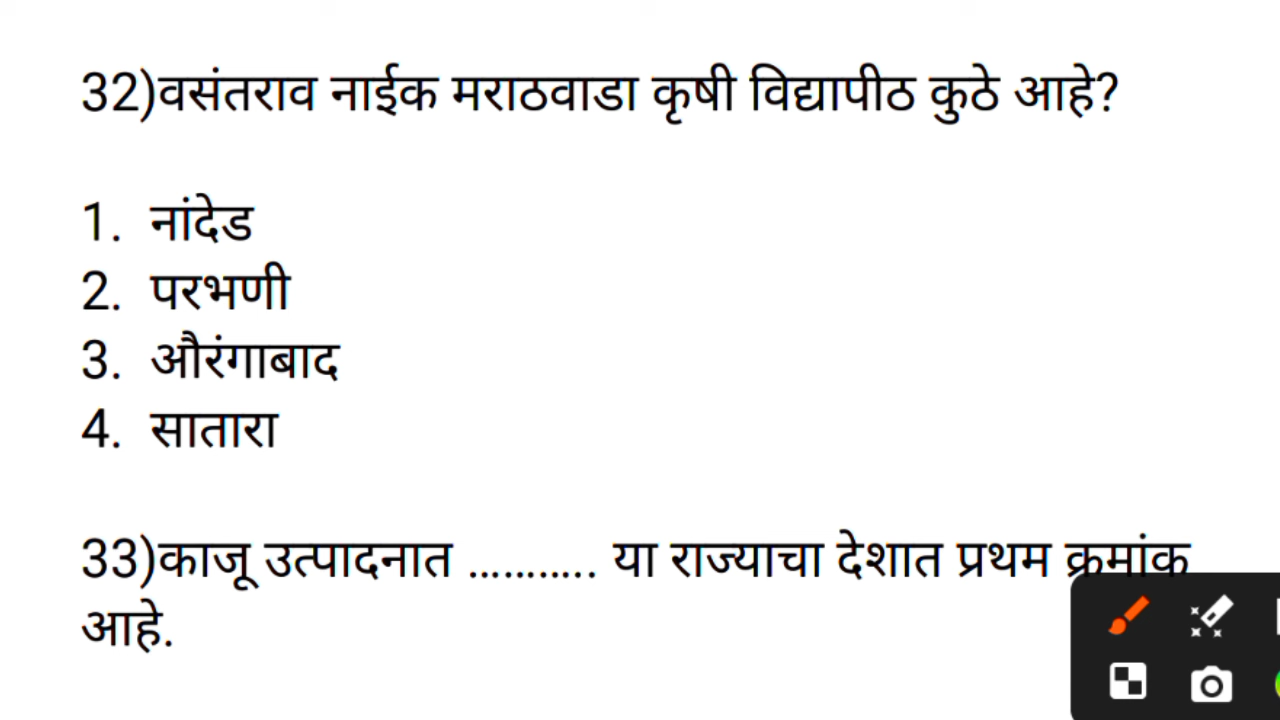 32)वसंतराव नाईक मराठवाडा कृषी विद्यापीठ कुठे आहे?
1. नांदेड
2. परभणी
3. औरंगाबाद
4. सातारा
33)काजू उत्पादनात ........... या राज्याचा देशात प्रथम क्रमांक
आहे.